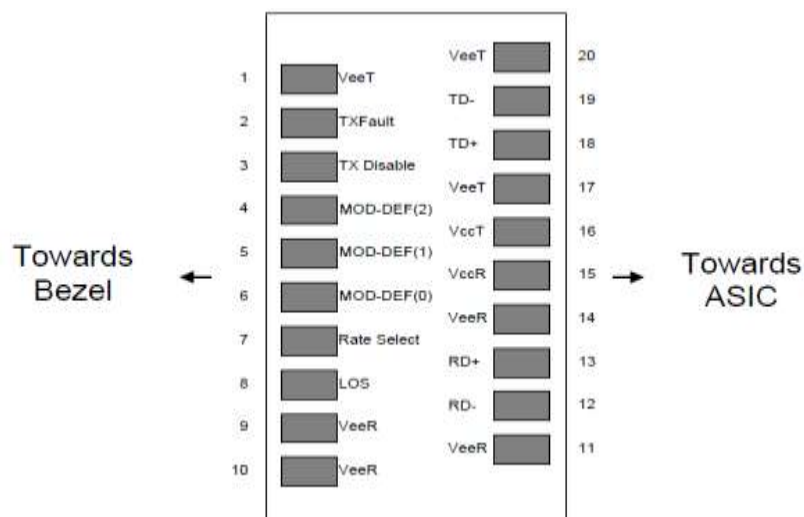 1 VeeT
2 TXFault
3 TX Disable
4 MOD-DEF(2)
5 MOD-DEF(1)
6 MOD-DEF(0)
7 Rate Select
8 LOS
9 VeeR
10 VeeR
VeeT 20
TD- 19
TD+ 18
VeeT 17
VccT 16
VccR 15
VeeR 14
RD+ 13
RD- 12
VeeR 11
Towards
Bezel
Towards
ASIC